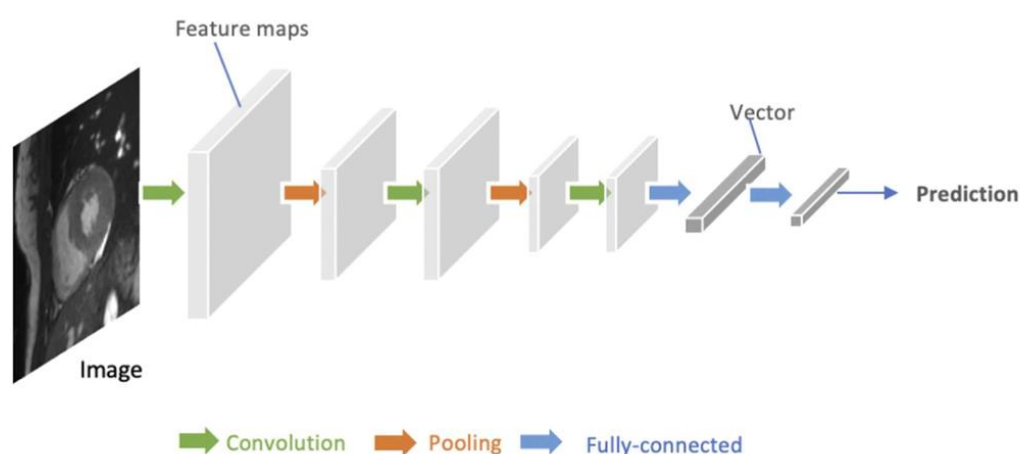 Feature maps
Vector
Prediction
Image
Convolution
Pooling
Fully-connected